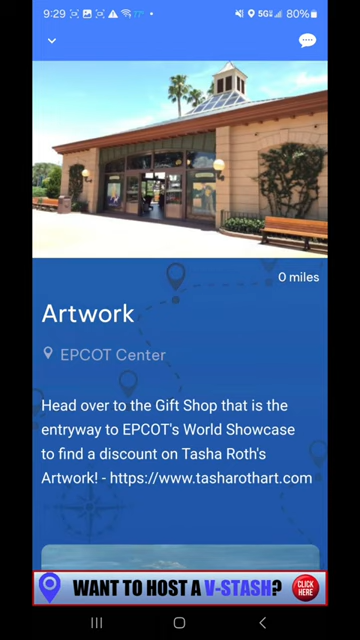 9:29 77° 5G 80%
0 miles
Artwork
EPCOT Center
Head over to the Gift Shop that is the
entryway to EPCOT's World Showcase
to find a discount on Tasha Roth's
Artwork! - https://www.tasharothart.com
WANT TO HOST A V-STASH? CLICK
HERE